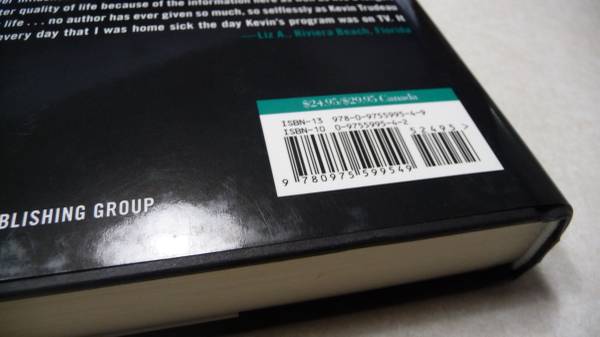 ter quality of life because of the information here
life . . . no author has ever given so much, so selflessly as Kevin Trudeau
every day that I was home sick the day Kevin's program was on TV. It
—Liz A., Riviera Beach, Florida
$24.95/$29.95 Canada
ISBN-13 978-0-9755995-4-9
ISBN-10 0-9755995-4-2
52495>
9 780975 599549
BLISHING GROUP